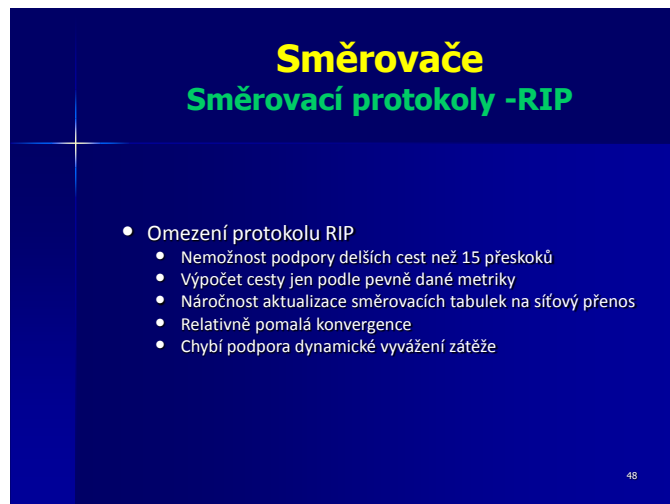 Směrovače
Směrovací protokoly -RIP
• Omezení protokolu RIP
• Nemožnost podpory delších cest než 15 přeskoků
• Výpočet cesty jen podle pevně dané metriky
• Náročnost aktualizace směrovacích tabulek na síťový přenos
• Relativně pomalá konvergence
• Chybí podpora dynamické vyvážení zátěže
48